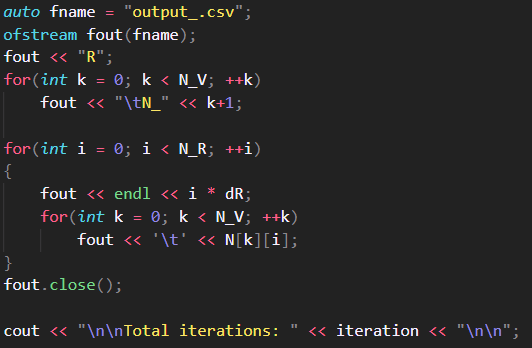 auto fname = "output_.csv";
ofstream fout(fname);
fout << "R";
for(int k = 0; k < N_V; ++k)
    fout << "\tN_" << k+1;

for(int i = 0; i < N_R; ++i)
{
    fout << endl << i * dR;
    for(int k = 0; k < N_V; ++k)
        fout << '\t' << N[k][i];
}
fout.close();

cout << "\n\nTotal iterations: " << iteration << "\n\n";